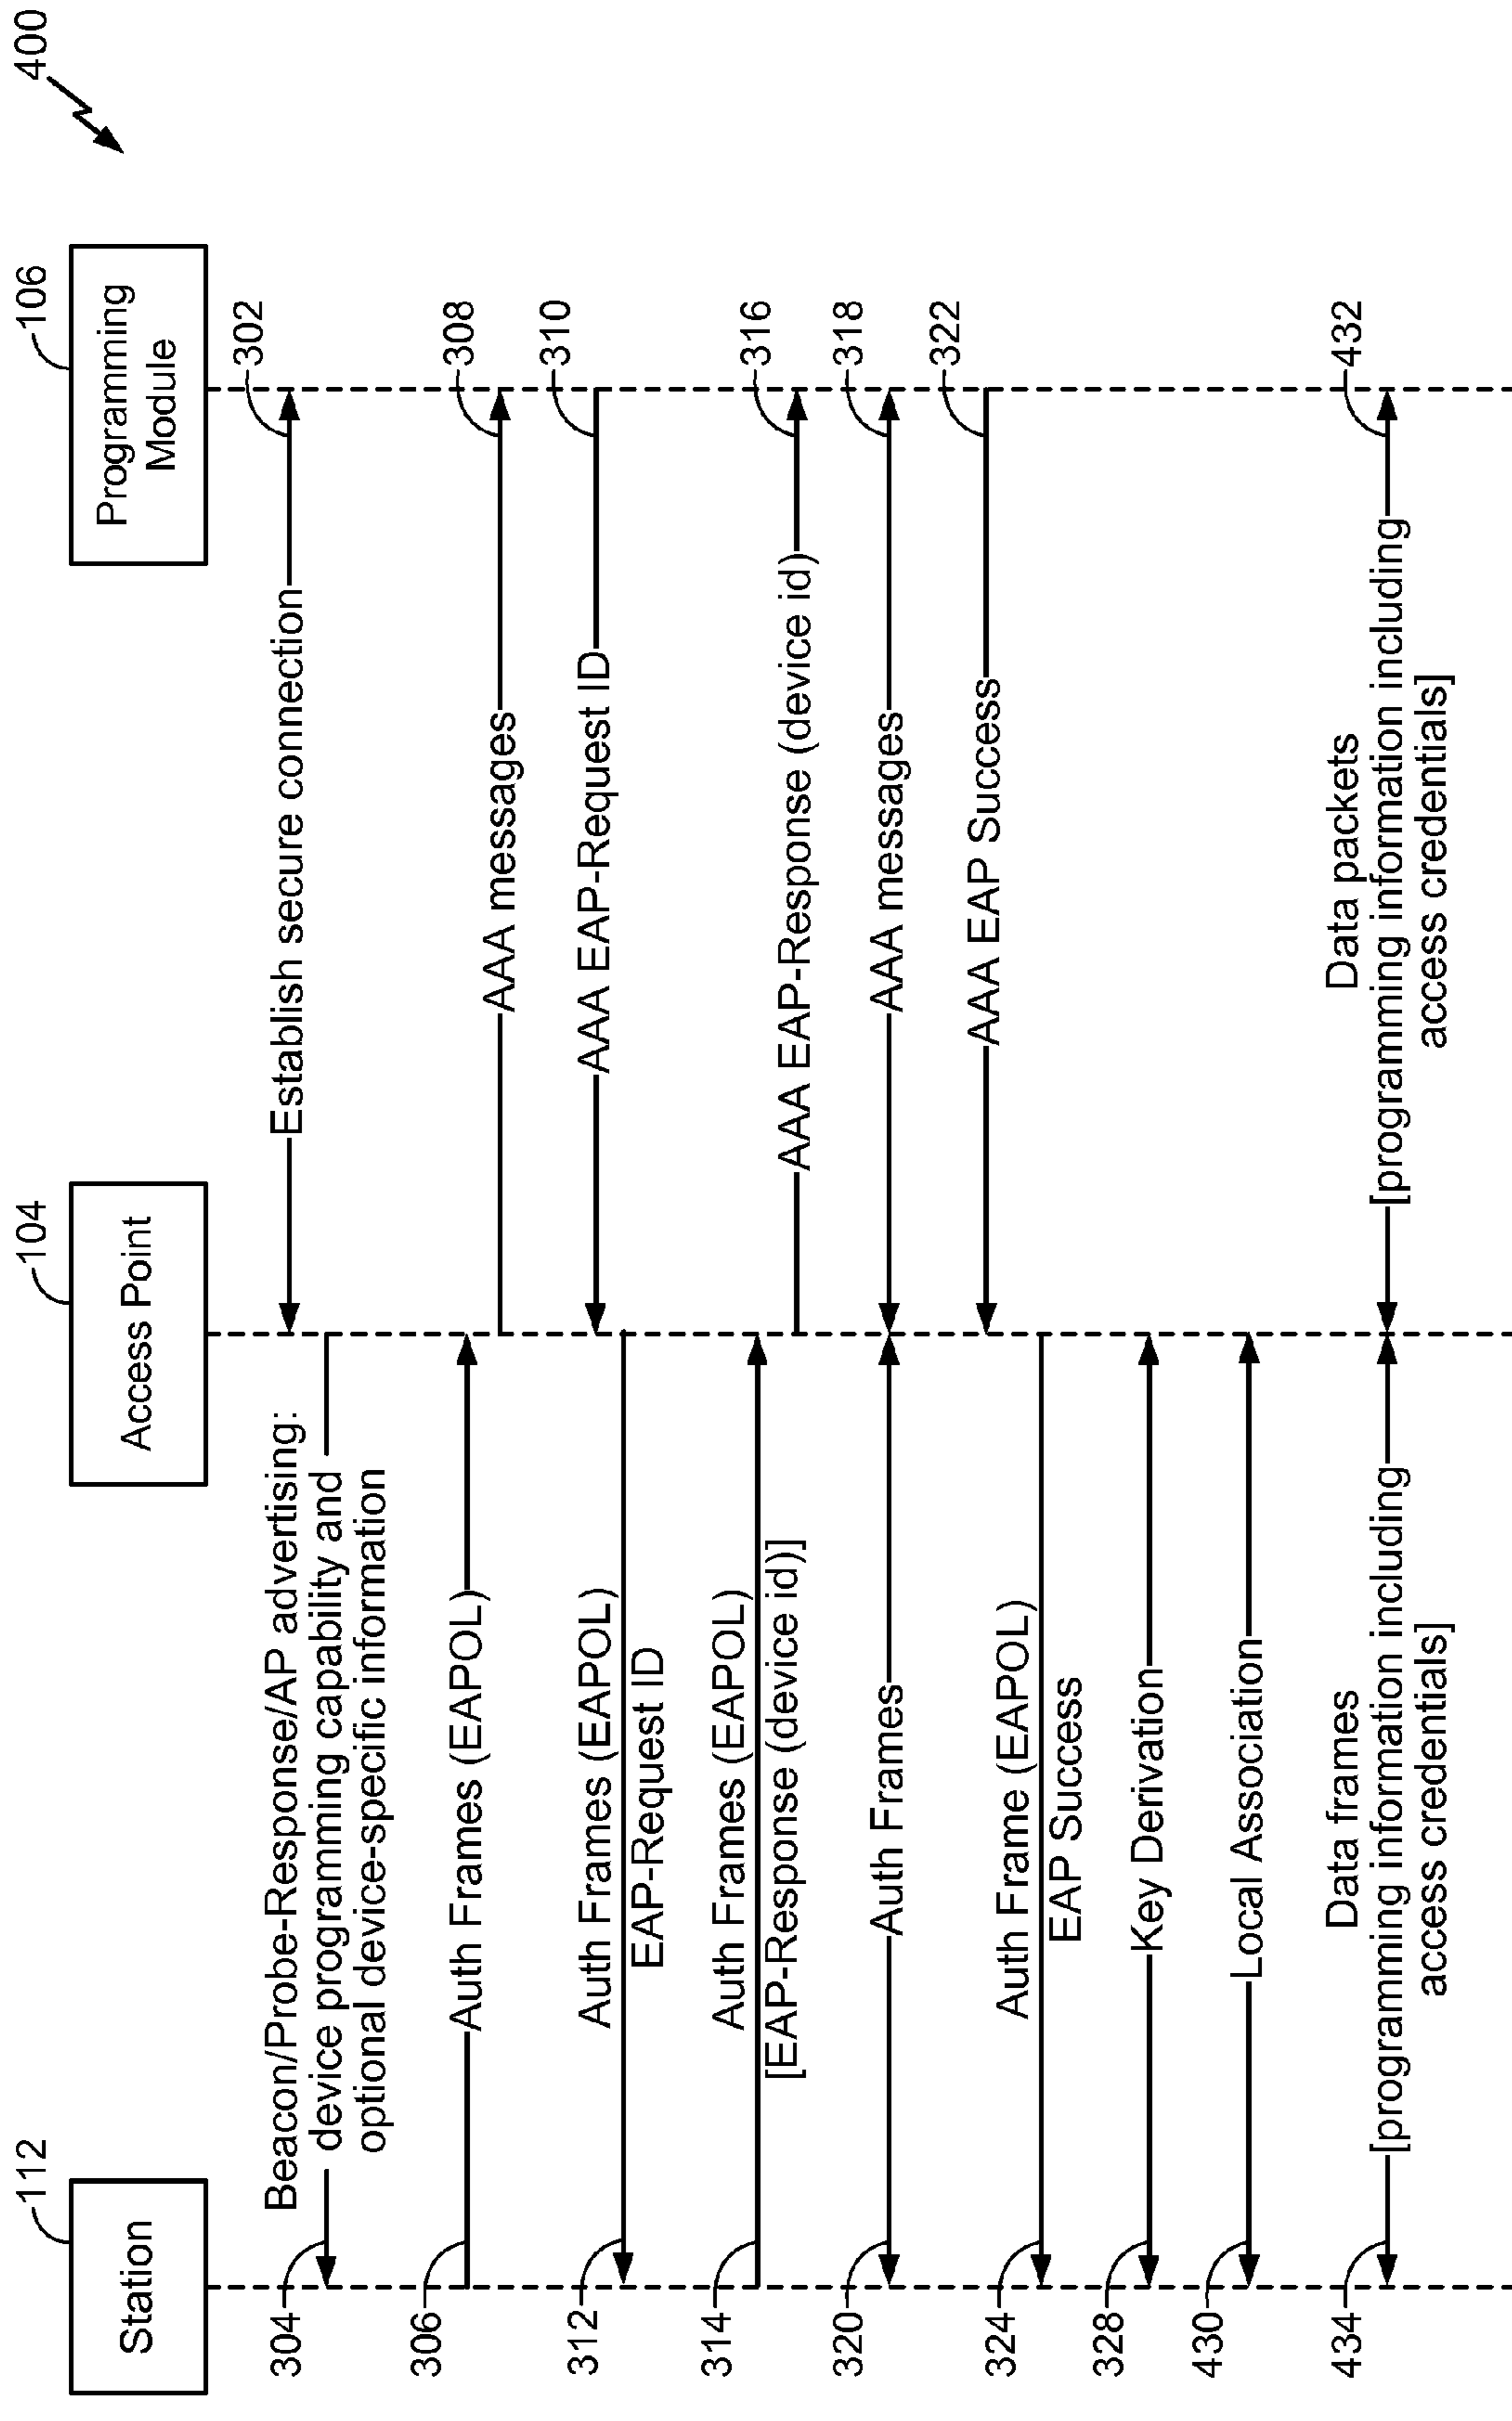 400
112
104
106
Station
Access Point
Programming
Module
302
Establish secure connection
304
Beacon/Probe-Response/AP advertising:
device programming capability and
optional device-specific information
306
Auth Frames (EAPOL)
308
AAA messages
310
AAA EAP-Request ID
312
Auth Frames (EAPOL)
EAP-Request ID
314
Auth Frames (EAPOL)
[EAP-Response (device id)]
316
AAA EAP-Response (device id)
318
AAA messages
320
Auth Frames
322
AAA EAP Success
324
Auth Frame (EAPOL)
EAP Success
328
Key Derivation
430
Local Association
432
Data packets
[programming information including
access credentials]
434
Data frames
[programming information including
access credentials]